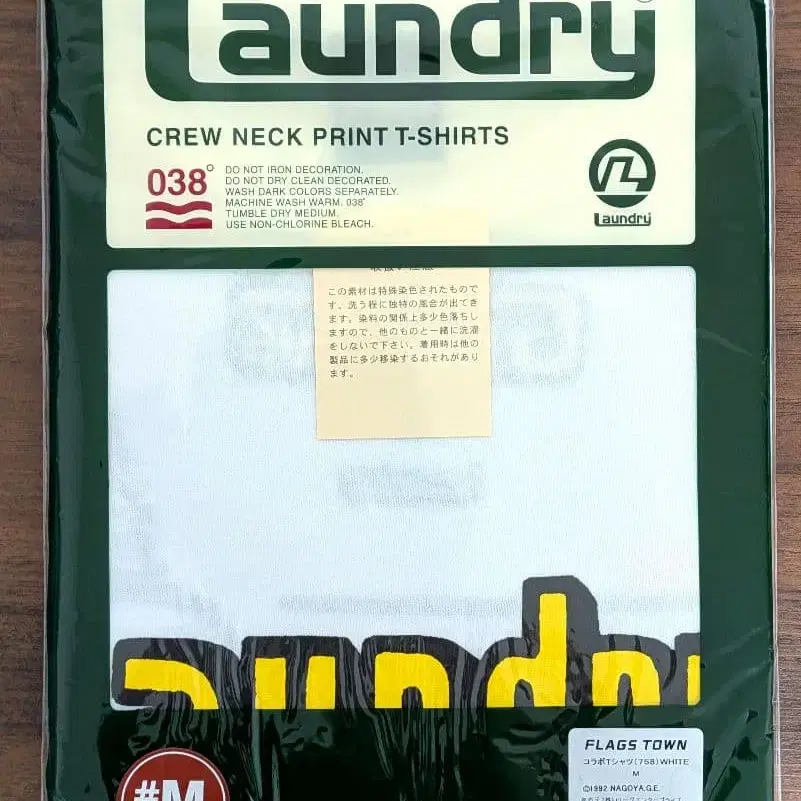 Laundry
CREW NECK PRINT T-SHIRTS
038°
DO NOT IRON DECORATION.
DO NOT DRY CLEAN DECORATED.
WASH DARK COLORS SEPARATELY.
MACHINE WASH WARM. 038°
TUMBLE DRY MEDIUM.
USE NON-CHLORINE BLEACH.
Laundry
この素材は特殊染色されたもので
す。洗う程に独特の風合が出てき
ます。染料の関係上多少色落ちし
ますので、他のものと一緒に洗濯
をしないで下さい。着用時は他の
製品に多少移染するおそれがあり
ます。
aundr
#M
FLAGS TOWN
コラボTシャツ(758)WHITE
M
©1992 NAGOYA.G.E.